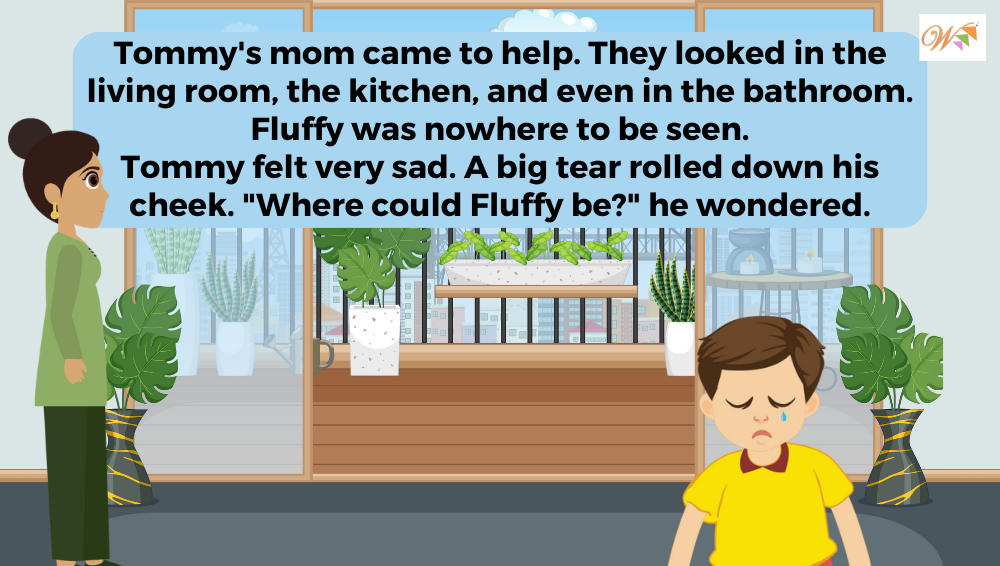 Tommy's mom came to help. They looked in the
living room, the kitchen, and even in the bathroom.
Fluffy was nowhere to be seen.
Tommy felt very sad. A big tear rolled down his
cheek. "Where could Fluffy be?" he wondered.
W